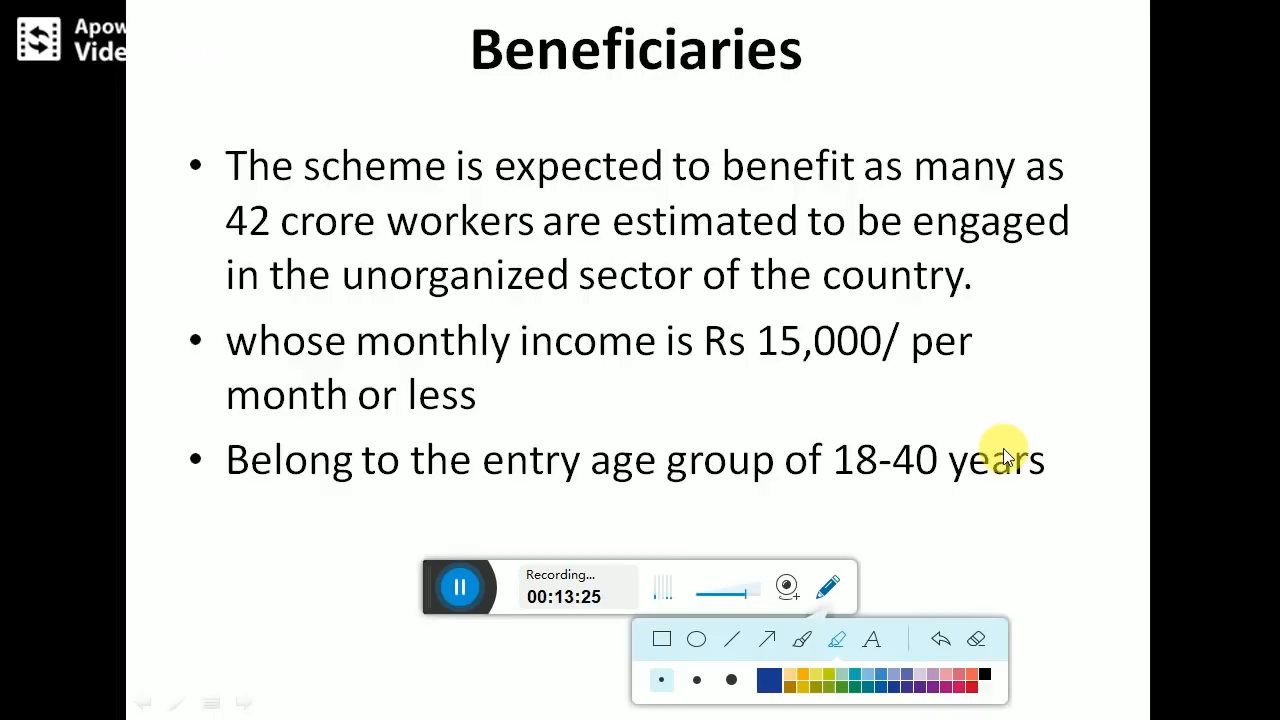 Apow
Vide
Beneficiaries
• The scheme is expected to benefit as many as
42 crore workers are estimated to be engaged
in the unorganized sector of the country.
• whose monthly income is Rs 15,000/ per
month or less
• Belong to the entry age group of 18-40 years
Recording...
00:13:25
A